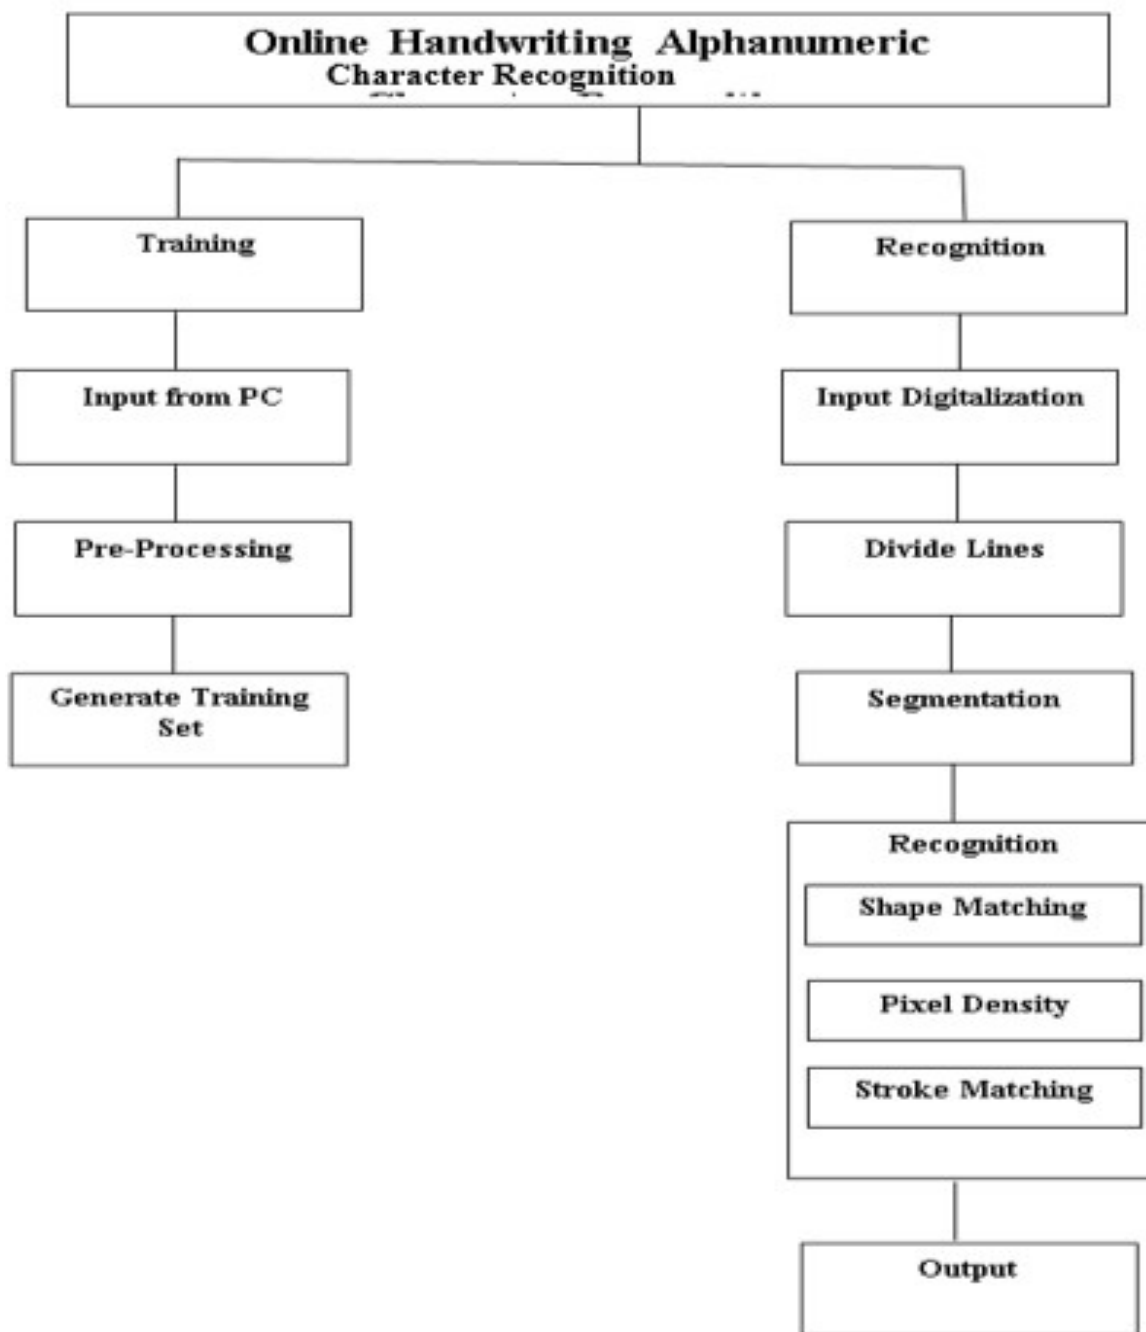 Online Handwriting Alphanumeric
Character Recognition
Training
Input from PC
Pre-Processing
Generate Training
Set
Recognition
Input Digitalization
Divide Lines
Segmentation
Recognition
Shape Matching
Pixel Density
Stroke Matching
Output